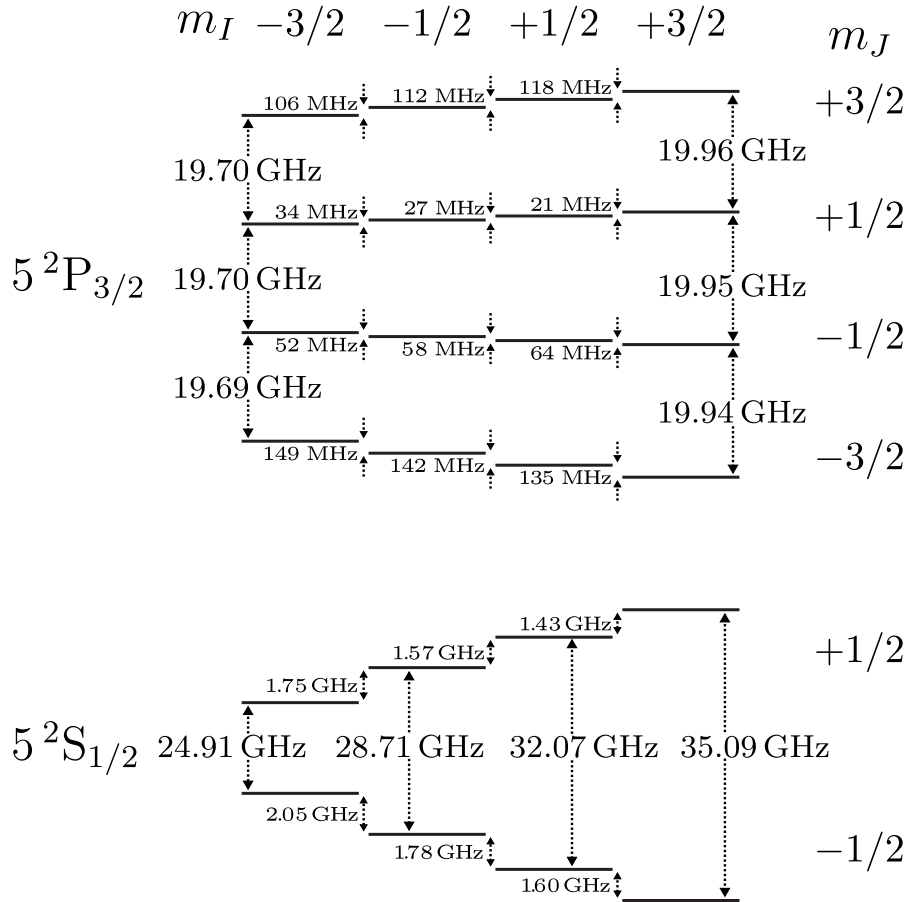 m_I −3/2 −1/2 +1/2 +3/2 m_J
106 MHz 112 MHz 118 MHz +3/2
19.70 GHz 19.96 GHz
34 MHz 27 MHz 21 MHz +1/2
5 ²P₃/₂ 19.70 GHz 19.95 GHz
52 MHz 58 MHz 64 MHz −1/2
19.69 GHz 19.94 GHz
149 MHz 142 MHz 135 MHz −3/2
1.43 GHz
1.57 GHz +1/2
1.75 GHz
5 ²S₁/₂ 24.91 GHz 28.71 GHz 32.07 GHz 35.09 GHz
2.05 GHz
1.78 GHz −1/2
1.60 GHz